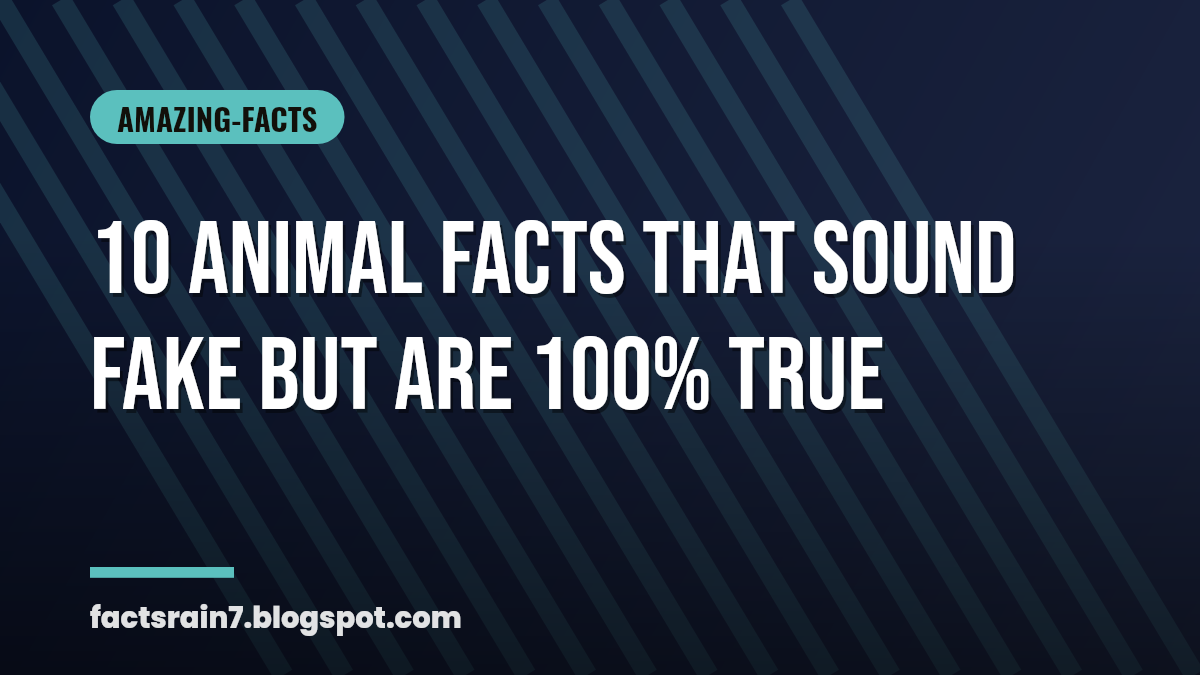 AMAZING-FACTS
10 ANIMAL FACTS THAT SOUND
FAKE BUT ARE 100% TRUE
factsrain7.blogspot.com